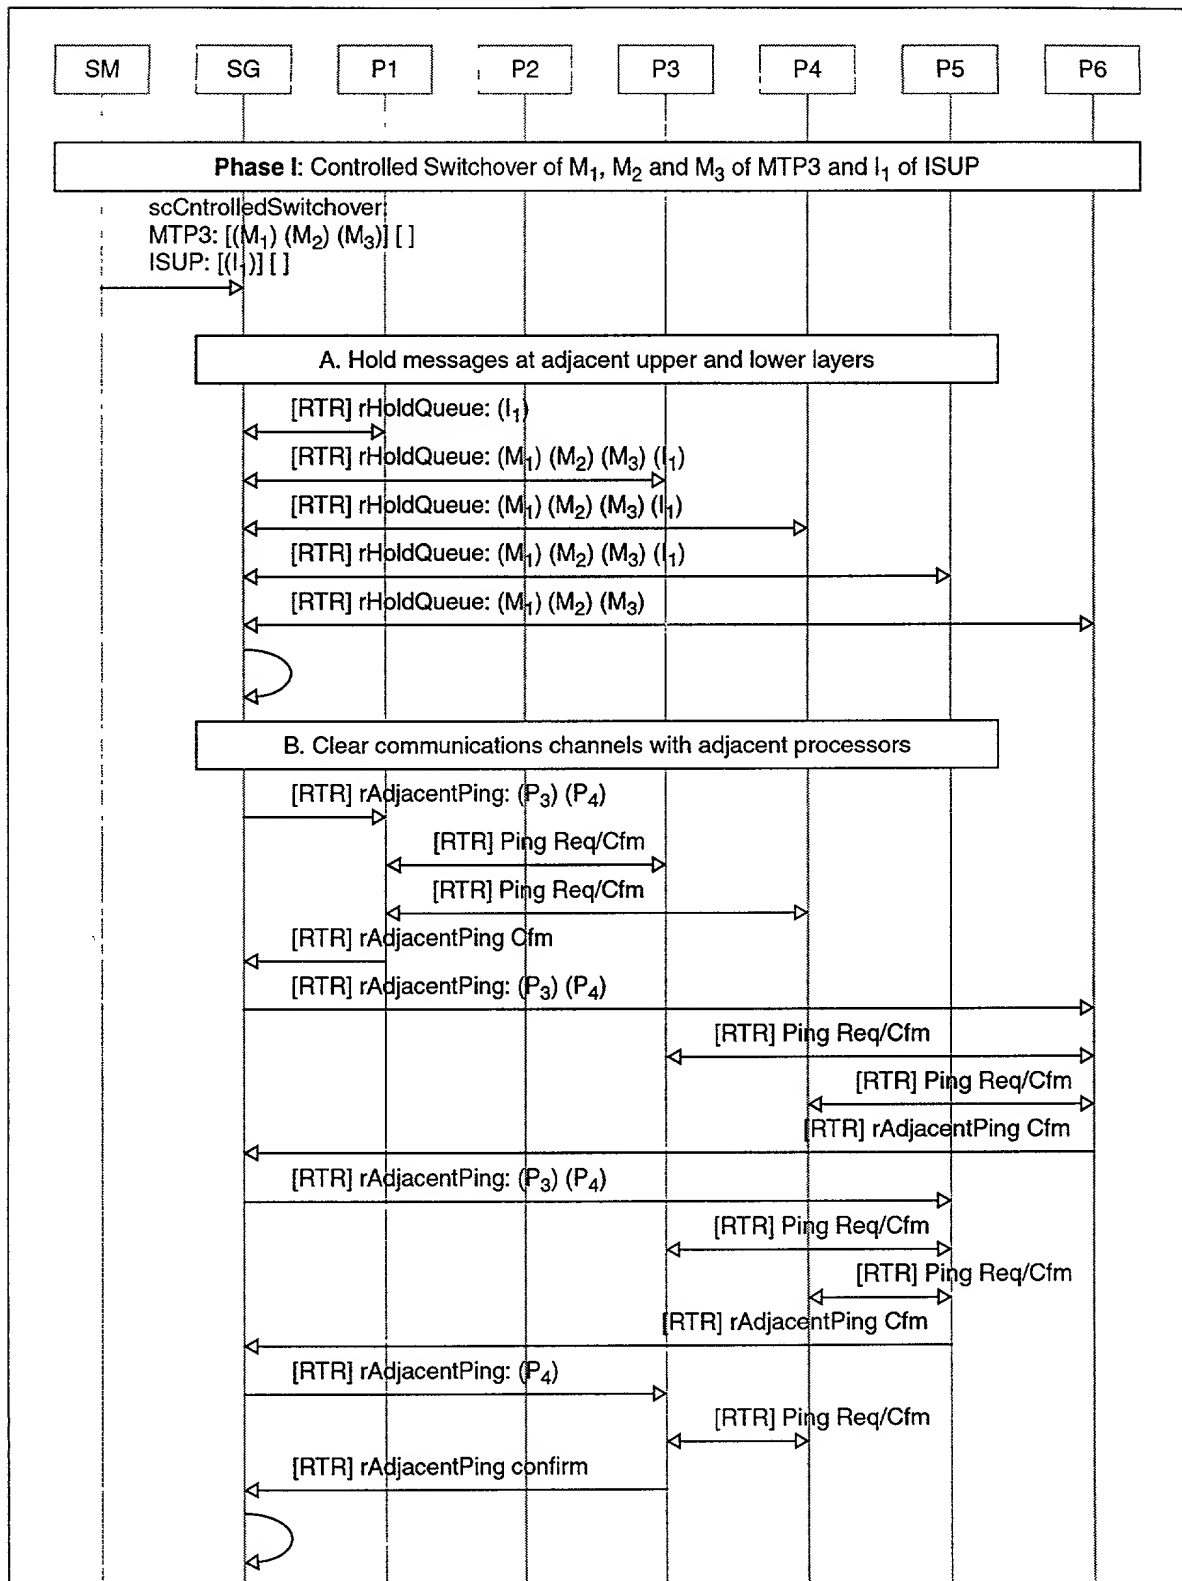 SM SG P1 P2 P3 P4 P5 P6
Phase I: Controlled Switchover of M1, M2 and M3 of MTP3 and I1 of ISUP
scCntrolledSwitchover:
MTP3: [(M1) (M2) (M3)] [ ]
ISUP: [(I1)] [ ]
A. Hold messages at adjacent upper and lower layers
[RTR] rHoldQueue: (I1)
[RTR] rHoldQueue: (M1) (M2) (M3) (I1)
[RTR] rHoldQueue: (M1) (M2) (M3) (I1)
[RTR] rHoldQueue: (M1) (M2) (M3) (I1)
[RTR] rHoldQueue: (M1) (M2) (M3)
B. Clear communications channels with adjacent processors
[RTR] rAdjacentPing: (P3) (P4)
[RTR] Ping Req/Cfm
[RTR] Ping Req/Cfm
[RTR] rAdjacentPing Cfm
[RTR] rAdjacentPing: (P3) (P4)
[RTR] Ping Req/Cfm
[RTR] Ping Req/Cfm
[RTR] rAdjacentPing Cfm
[RTR] rAdjacentPing: (P3) (P4)
[RTR] Ping Req/Cfm
[RTR] Ping Req/Cfm
[RTR] rAdjacentPing Cfm
[RTR] rAdjacentPing: (P4)
[RTR] Ping Req/Cfm
[RTR] rAdjacentPing confirm